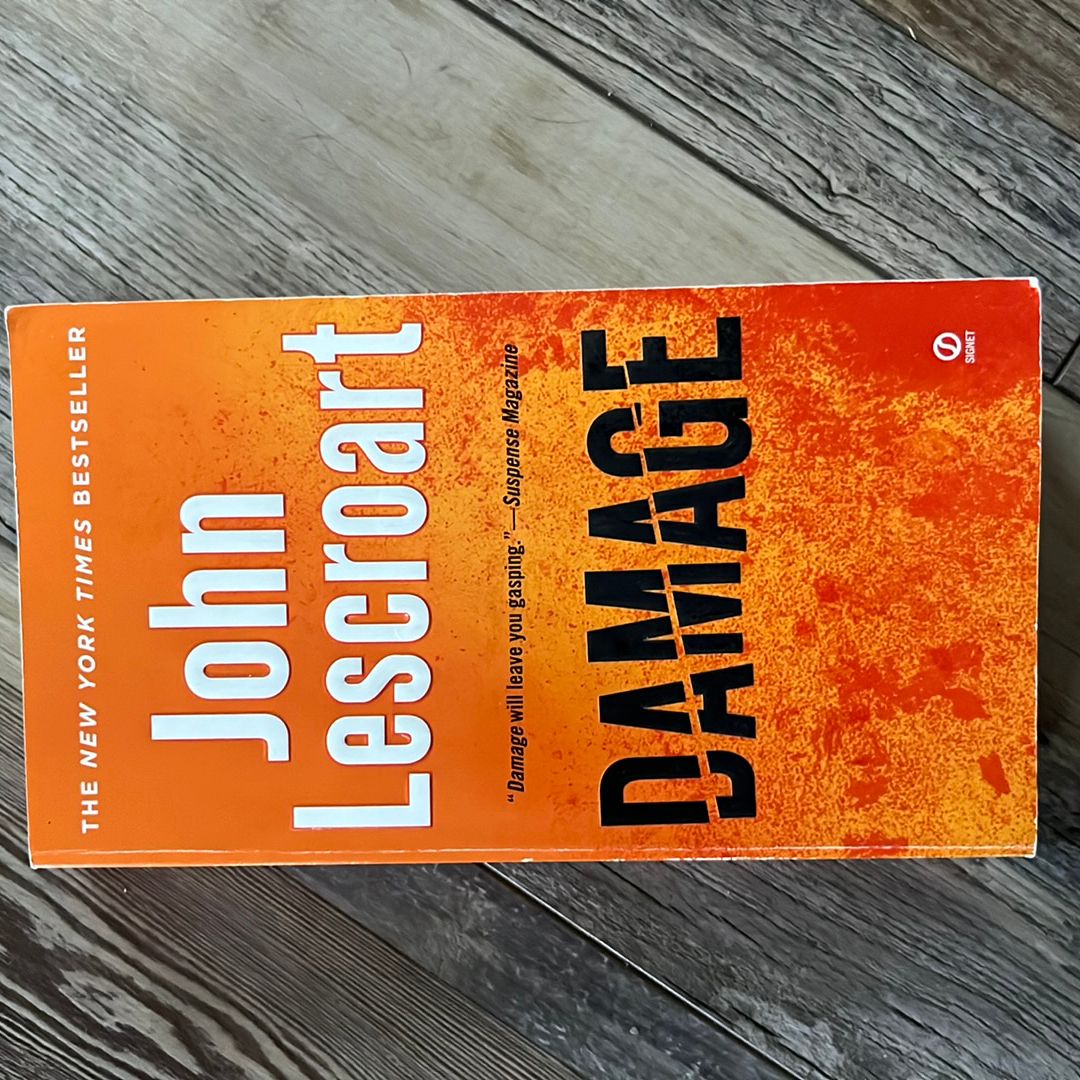 THE NEW YORK TIMES BESTSELLER
John
Lescroart
“Damage will leave you gasping.”—Suspense Magazine
DAMAGE
SIGNET